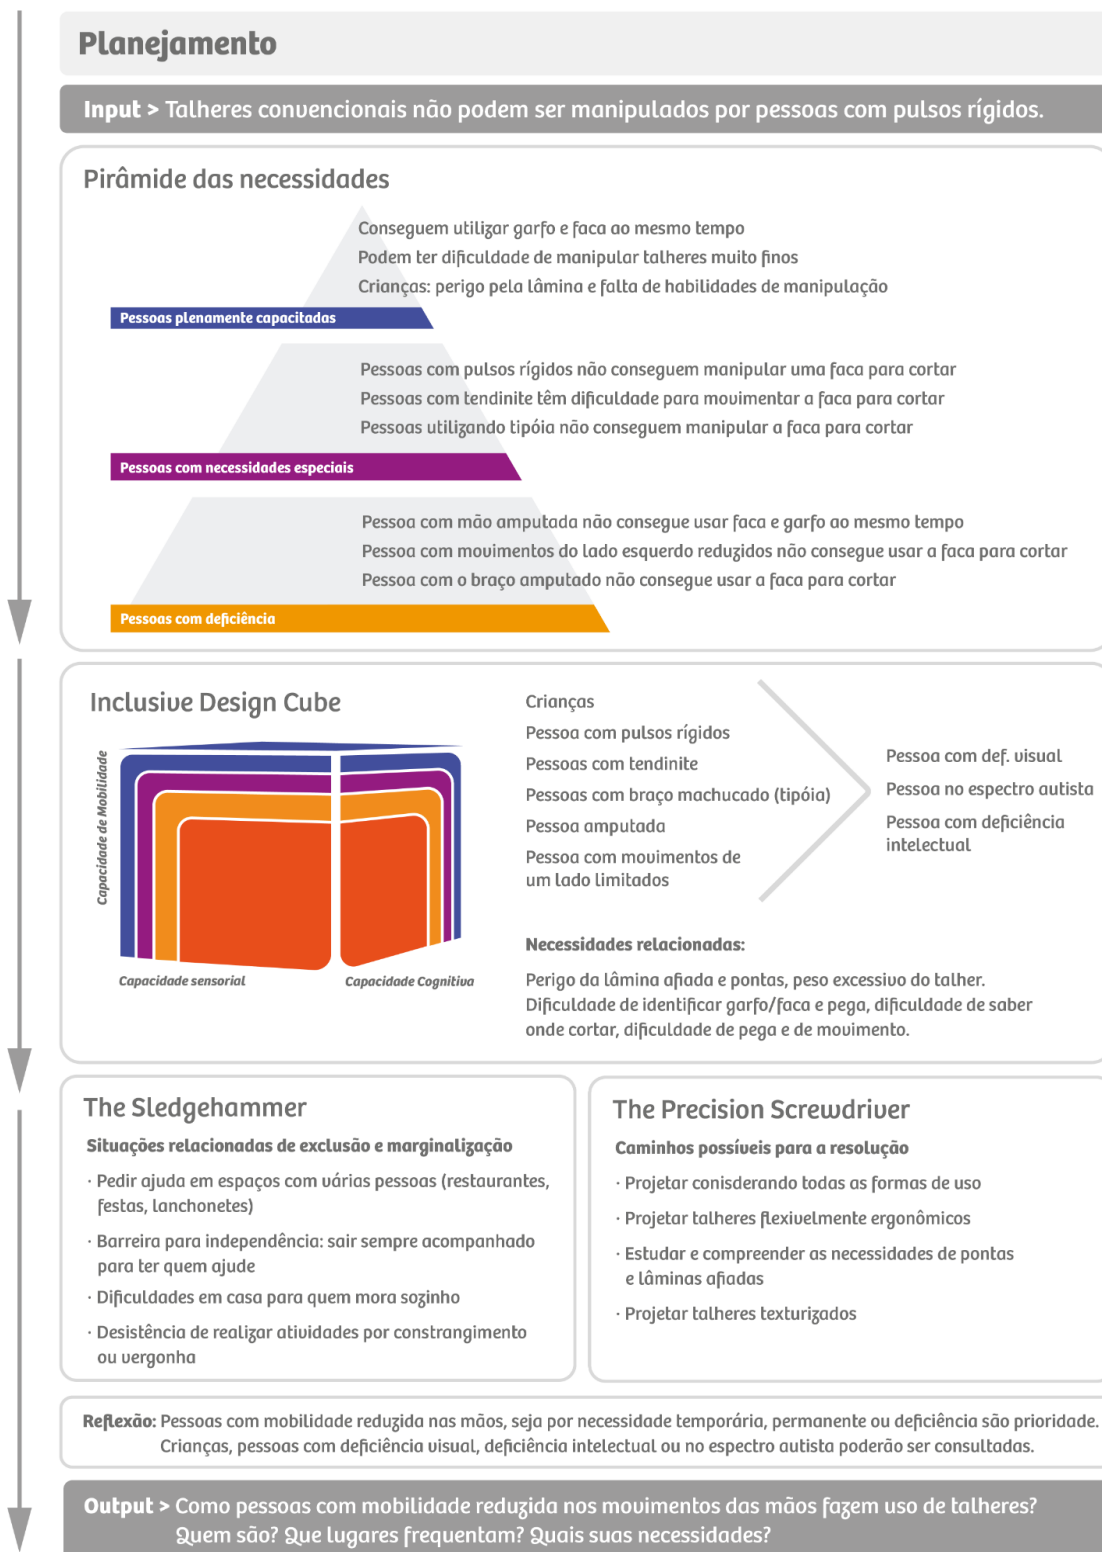 Planejamento
Input > Talheres convencionais não podem ser manipulados por pessoas com pulsos rígidos.
Pirâmide das necessidades
Conseguem utilizar garfo e faca ao mesmo tempo
Podem ter dificuldade de manipular talheres muito finos
Crianças: perigo pela lâmina e falta de habilidades de manipulação
Pessoas plenamente capacitadas
Pessoas com pulsos rígidos não conseguem manipular uma faca para cortar
Pessoas com tendinite têm dificuldade para movimentar a faca para cortar
Pessoas utilizando tipóia não conseguem manipular a faca para cortar
Pessoas com necessidades especiais
Pessoa com mão amputada não consegue usar faca e garfo ao mesmo tempo
Pessoa com movimentos do lado esquerdo reduzidos não consegue usar a faca para cortar
Pessoa com o braço amputado não consegue usar a faca para cortar
Pessoas com deficiência
Inclusive Design Cube
Capacidade de Mobilidade
Capacidade sensorial
Capacidade Cognitiva
Crianças
Pessoa com pulsos rígidos
Pessoas com tendinite
Pessoas com braço machucado (tipóia)
Pessoa amputada
Pessoa com movimentos de
um lado limitados
Pessoa com def. visual
Pessoa no espectro autista
Pessoa com deficiência
intelectual
Necessidades relacionadas:
Perigo da lâmina afiada e pontas, peso excessivo do talher.
Dificuldade de identificar garfo/faca e pega, dificuldade de saber
onde cortar, dificuldade de pega e de movimento.
The Sledgehammer
Situações relacionadas de exclusão e marginalização
· Pedir ajuda em espaços com várias pessoas (restaurantes,
festas, lanchonetes)
· Barreira para independência: sair sempre acompanhado
para ter quem ajude
· Dificuldades em casa para quem mora sozinho
· Desistência de realizar atividades por constrangimento
ou vergonha
The Precision Screwdriver
Caminhos possíveis para a resolução
· Projetar conisderando todas as formas de uso
· Projetar talheres flexivelmente ergonômicos
· Estudar e compreender as necessidades de pontas
e lâminas afiadas
· Projetar talheres texturizados
Reflexão: Pessoas com mobilidade reduzida nas mãos, seja por necessidade temporária, permanente ou deficiência são prioridade.
Crianças, pessoas com deficiência visual, deficiência intelectual ou no espectro autista poderão ser consultadas.
Output > Como pessoas com mobilidade reduzida nos movimentos das mãos fazem uso de talheres?
Quem são? Que lugares frequentam? Quais suas necessidades?